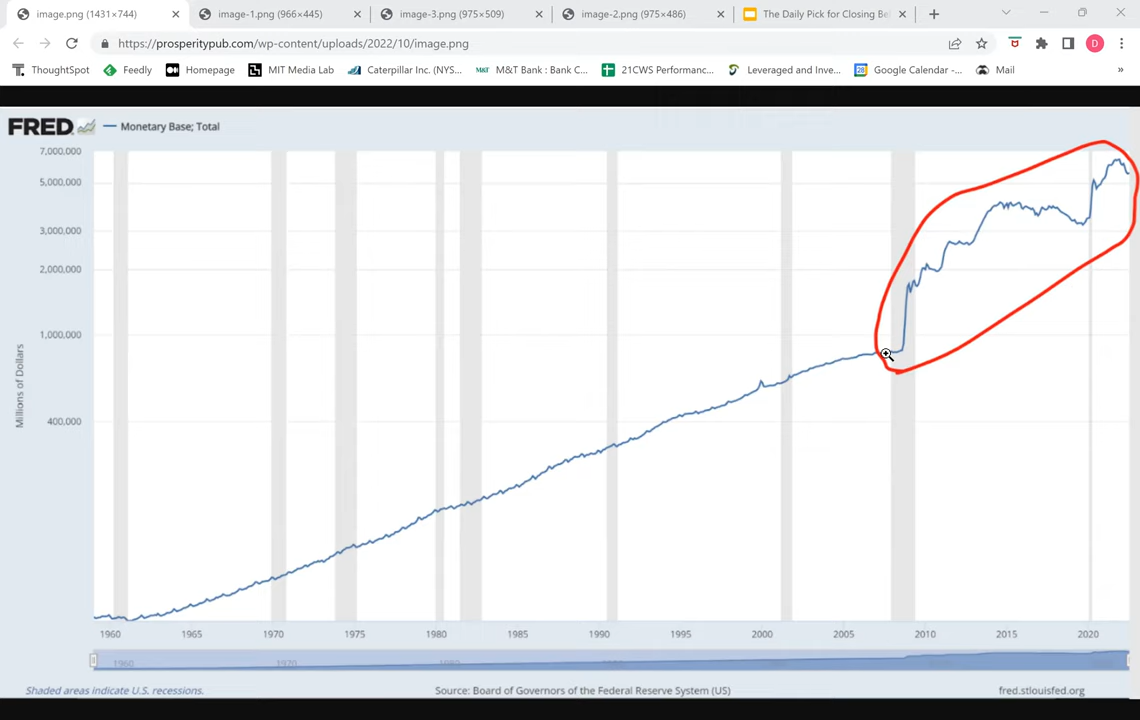 image.png (1431×744)
image-1.png (966×445)
image-3.png (975×509)
image-2.png (975×486)
The Daily Pick for Closing Be
https://prosperitypub.com/wp-content/uploads/2022/10/image.png
D
ThoughtSpot
Feedly
Homepage
MIT Media Lab
Caterpillar Inc. (NYS...
M&T Bank : Bank C...
21CWS Performanc...
Leveraged and Inve...
Google Calendar -...
Mail
»
FRED
Monetary Base; Total
7,000,000
5,000,000
3,000,000
2,000,000
1,000,000
400,000
Millions of Dollars
1960 1965 1970 1975 1980 1985 1990 1995 2000 2005 2010 2015 2020
1960 1970
Shaded areas indicate U.S. recessions.
Source: Board of Governors of the Federal Reserve System (US)
fred.stlouisfed.org